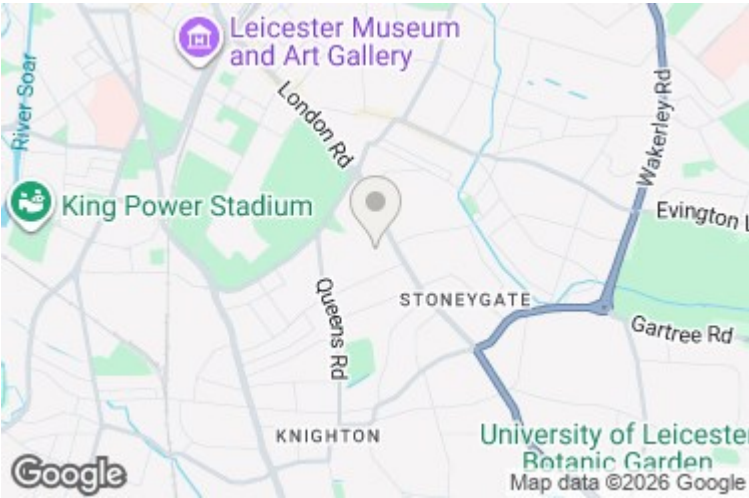 Leicester Museum
and Art Gallery
London Rd
River Soar
Wakerley Rd
King Power Stadium
Evington L
Queens Rd
STONEYGATE
Gartree Rd
KNIGHTON
University of Leicester
Botanic Garden
Google
Map data ©2026 Google